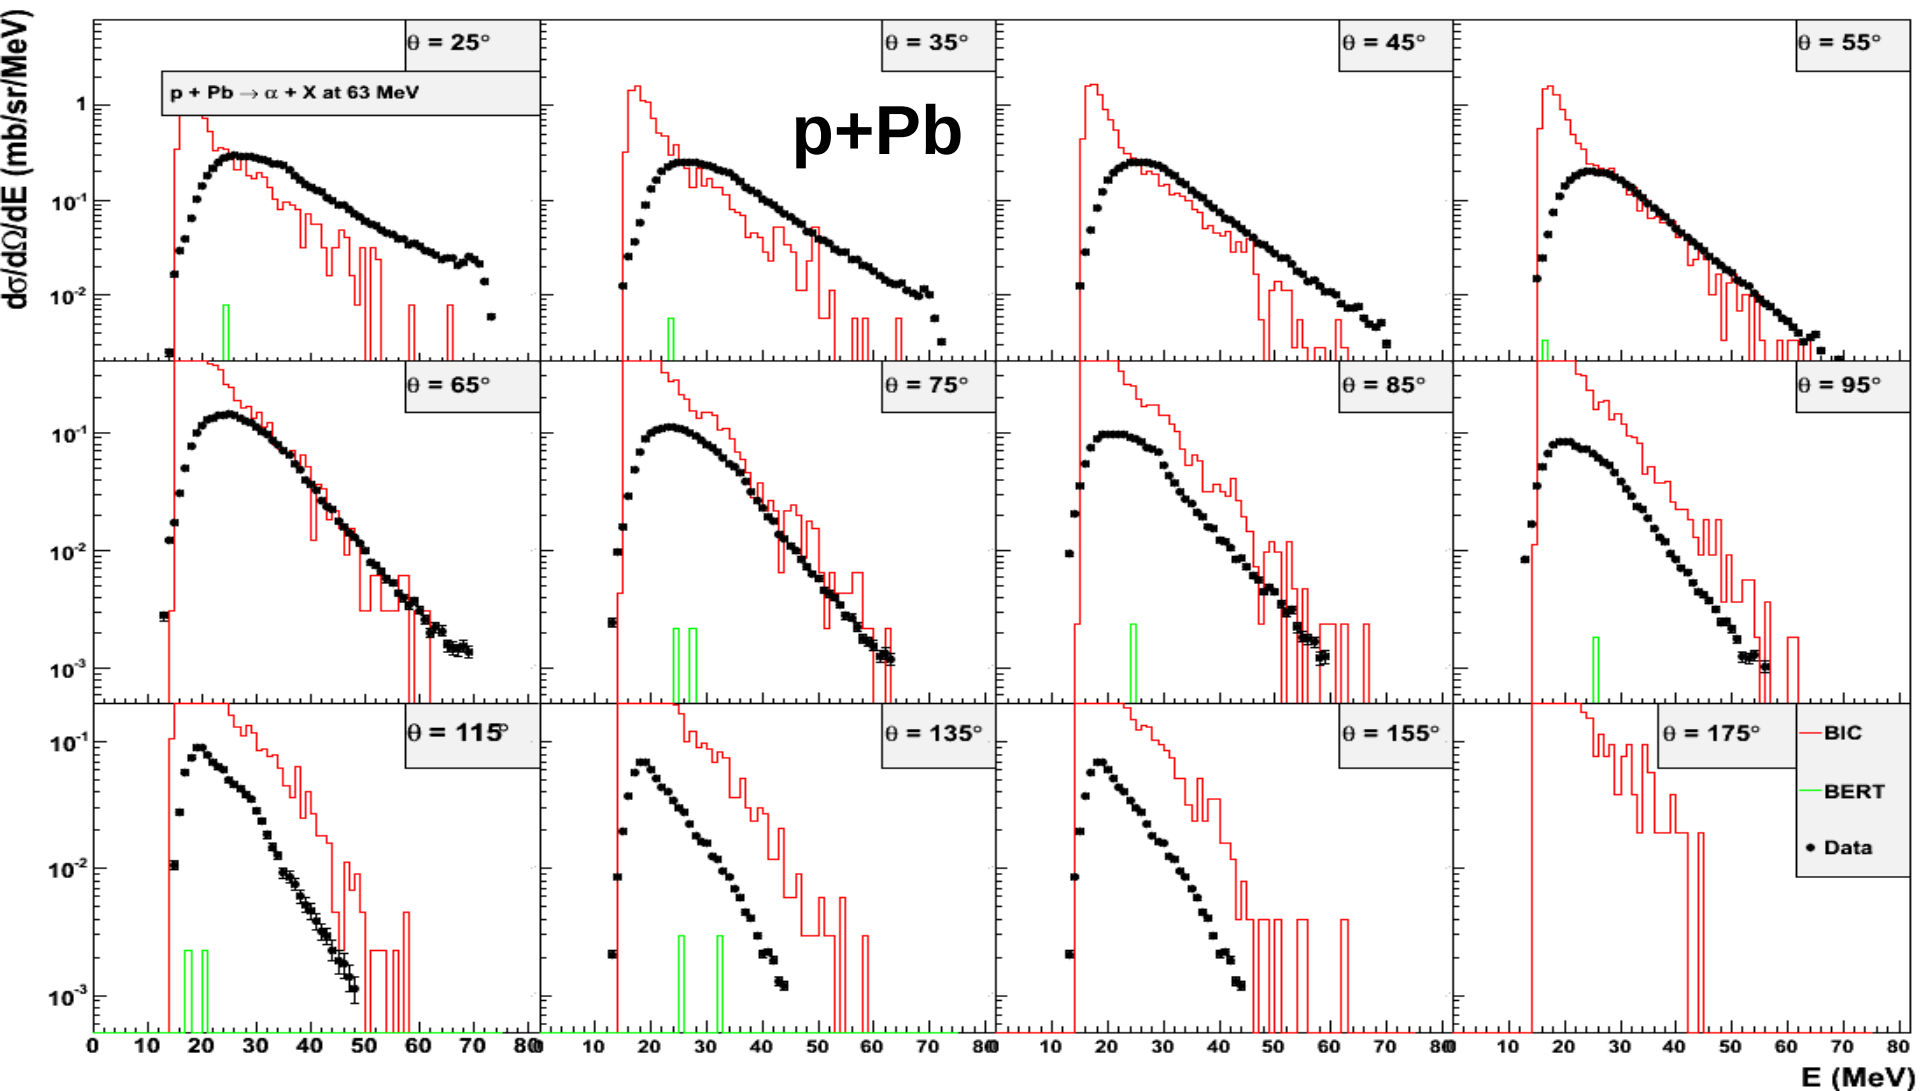 dσ/dΩ/dE (mb/sr/MeV)
θ = 25°
θ = 35°
θ = 45°
θ = 55°
p + Pb → α + X at 63 MeV
p+Pb
1
10⁻¹
10⁻²
θ = 65°
θ = 75°
θ = 85°
θ = 95°
10⁻¹
10⁻²
10⁻³
θ = 115°
θ = 135°
θ = 155°
θ = 175°
BIC
BERT
Data
10⁻¹
10⁻²
10⁻³
0 10 20 30 40 50 60 70 80 0 10 20 30 40 50 60 70 80 0 10 20 30 40 50 60 70 80 0 10 20 30 40 50 60 70 80
E (MeV)